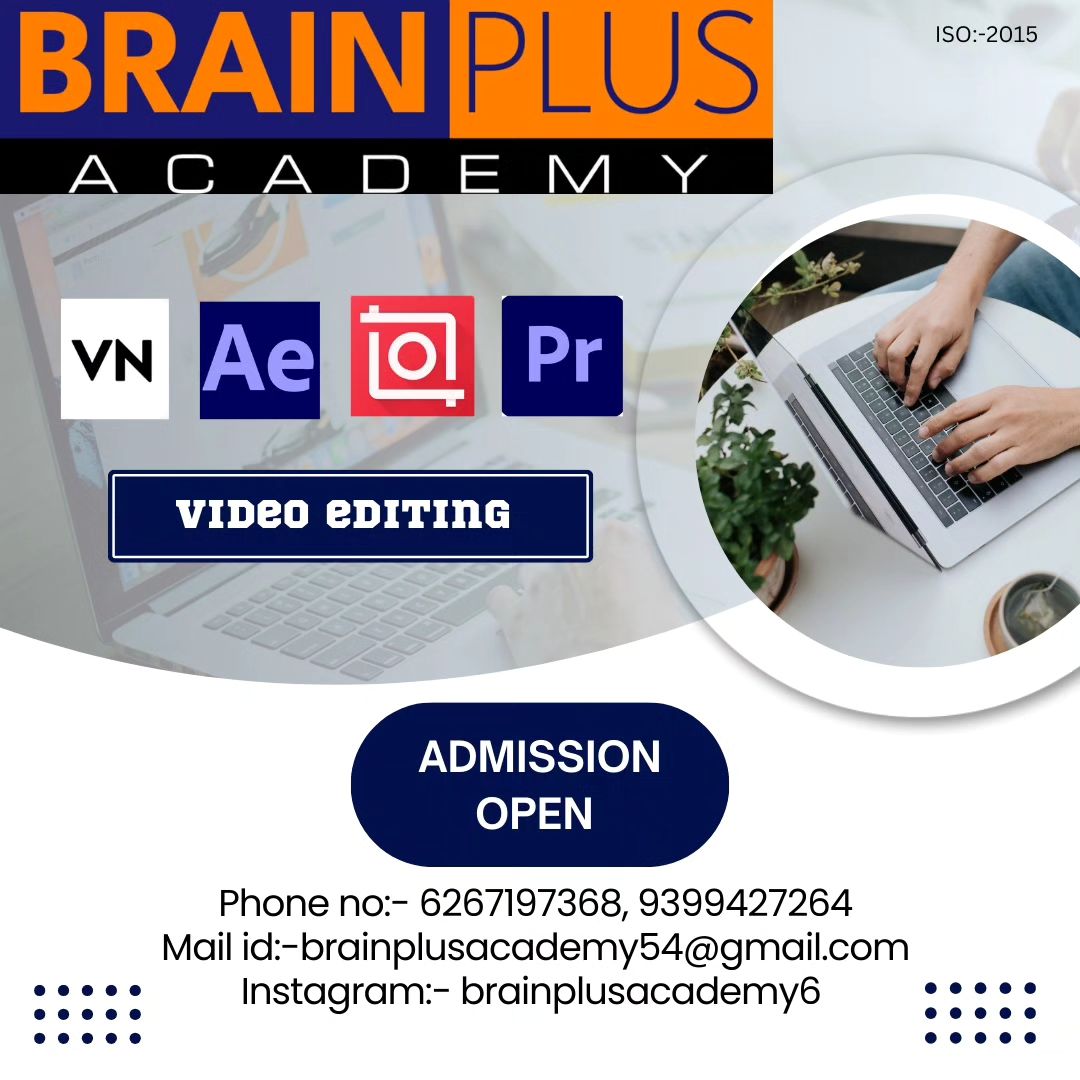 BRAIN PLUS
ISO:-2015
ACADEMY
VN Ae Pr
VIDEO EDITING
ADMISSION
OPEN
Phone no:- 6267197368, 9399427264
Mail id:-brainplusacademy54@gmail.com
Instagram:- brainplusacademy6